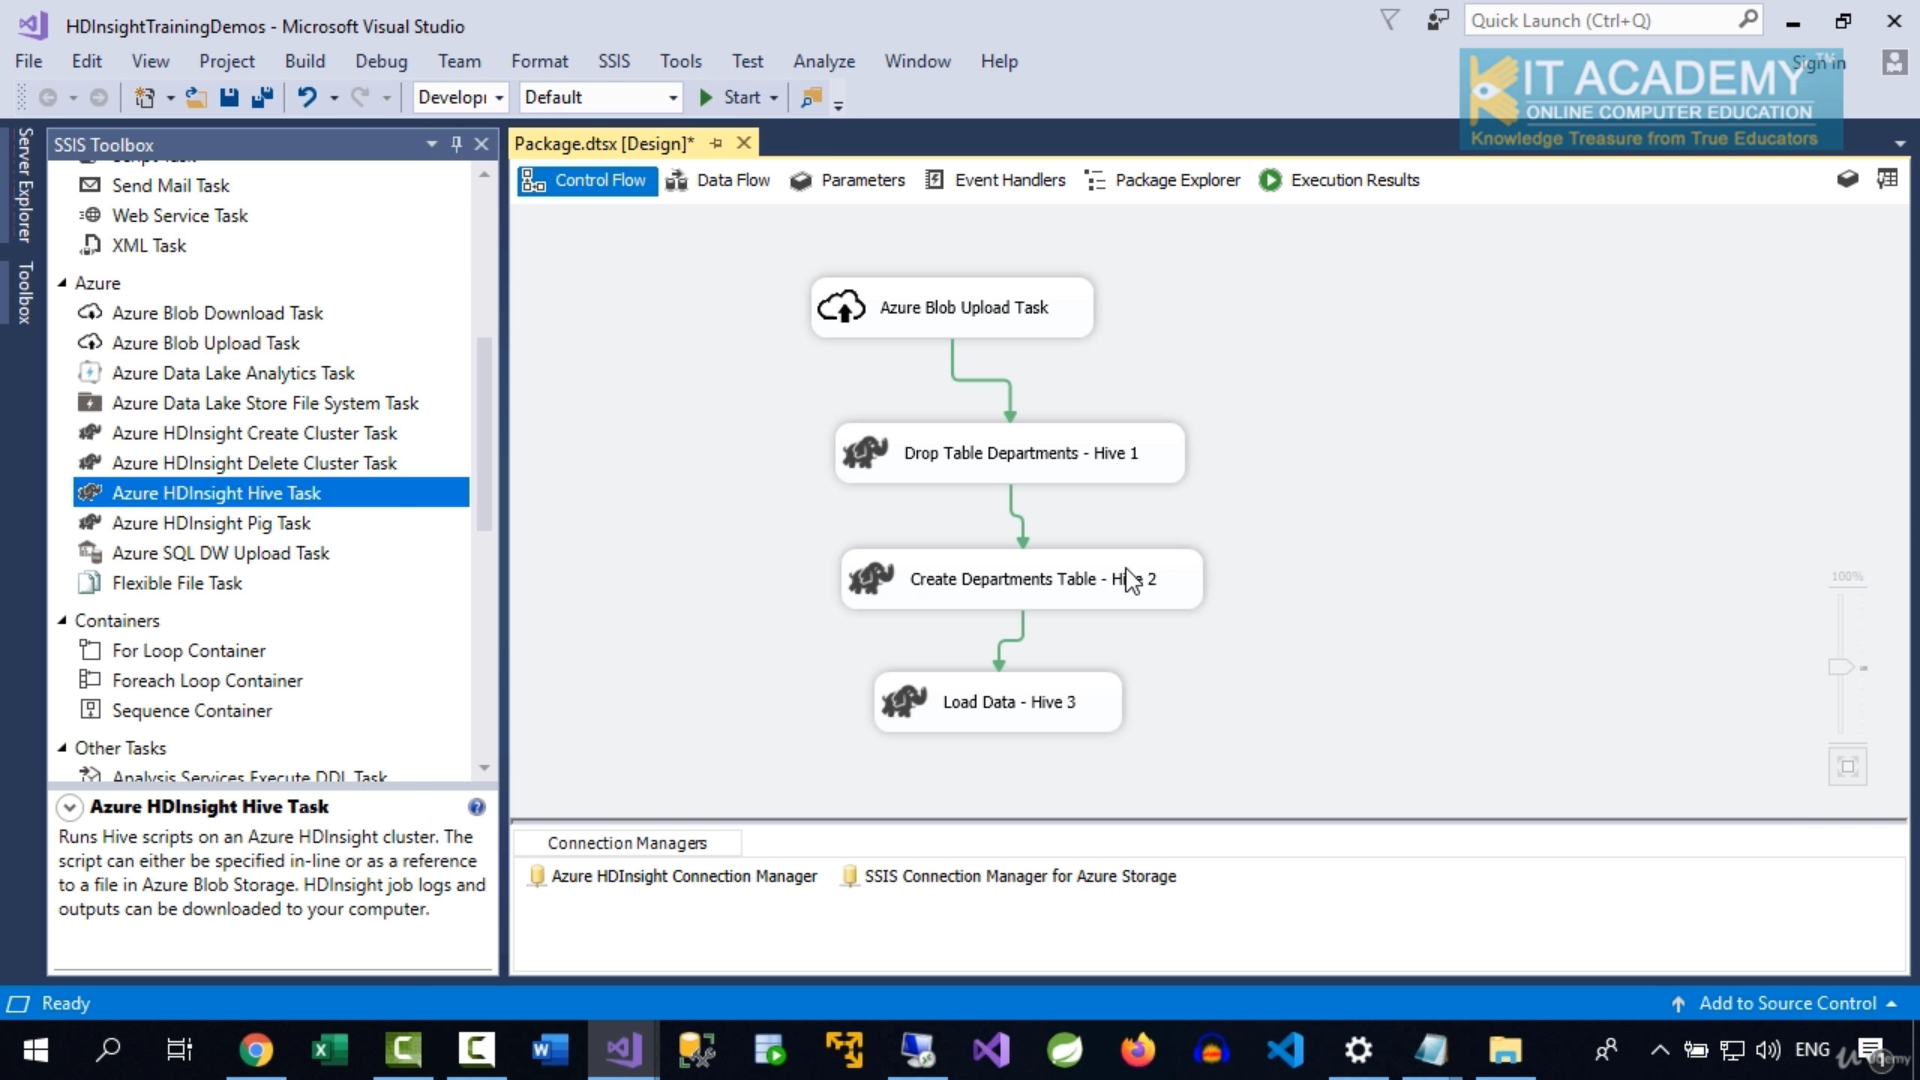 HDInsightTrainingDemos - Microsoft Visual Studio
Quick Launch (Ctrl+Q)
File Edit View Project Build Debug Team Format SSIS Tools Test Analyze Window Help
Sign in
Default
Start
IT ACADEMY
ONLINE COMPUTER EDUCATION
Knowledge Treasure from True Educators
Server Explorer
Toolbox
SSIS Toolbox
Send Mail Task
Web Service Task
XML Task
Azure
Azure Blob Download Task
Azure Blob Upload Task
Azure Data Lake Analytics Task
Azure Data Lake Store File System Task
Azure HDInsight Create Cluster Task
Azure HDInsight Delete Cluster Task
Azure HDInsight Hive Task
Azure HDInsight Pig Task
Azure SQL DW Upload Task
Flexible File Task
Containers
For Loop Container
Foreach Loop Container
Sequence Container
Other Tasks
Analysis Services Execute DDL Task
Azure HDInsight Hive Task
Runs Hive scripts on an Azure HDInsight cluster. The
script can either be specified in-line or as a reference
to a file in Azure Blob Storage. HDInsight job logs and
outputs can be downloaded to your computer.
Package.dtsx [Design]*
Control Flow Data Flow Parameters Event Handlers Package Explorer Execution Results
Azure Blob Upload Task
Drop Table Departments - Hive 1
Create Departments Table - Hive 2
Load Data - Hive 3
100%
Connection Managers
Azure HDInsight Connection Manager SSIS Connection Manager for Azure Storage
Ready
Add to Source Control
ENG
udemy